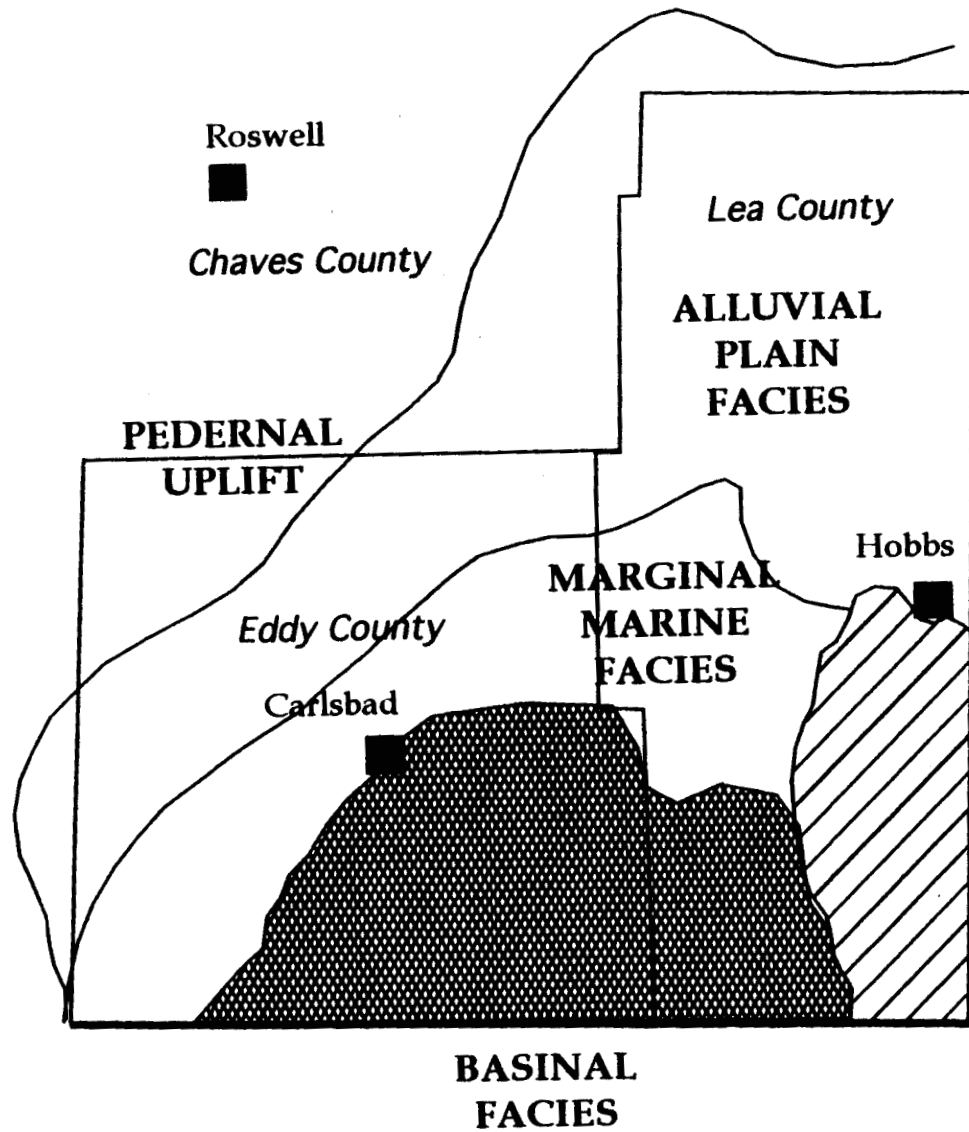 Roswell
Lea County
Chaves County
ALLUVIAL
PLAIN
FACIES
PEDERNAL
UPLIFT
Hobbs
MARGINAL
MARINE
FACIES
Eddy County
Carlsbad
BASINAL
FACIES